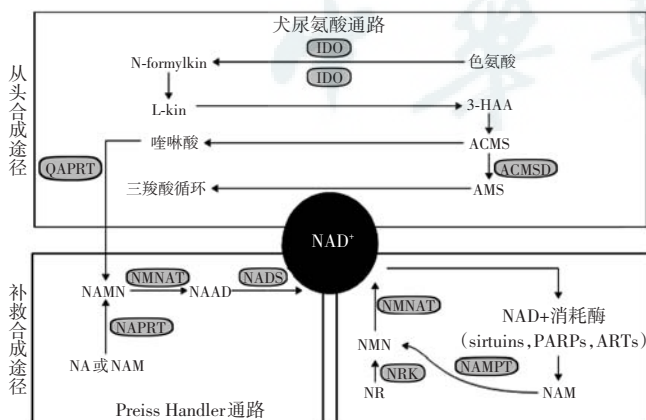 犬尿氨酸通路
从头合成途径
IDO
N-formylkin
色氨酸
IDO
L-kin
3-HAA
喹啉酸
ACMS
QAPRT
ACMSD
三羧酸循环
AMS
NAD⁺
补救合成途径
NAMN
NMNAT
NAAD
NADS
NAPRT
NA或NAM
Preiss Handler通路
NMNAT
NAD+消耗酶
(sirtuins,PARPs,ARTs)
NMN
NAMPT
NRK
NR
NAM